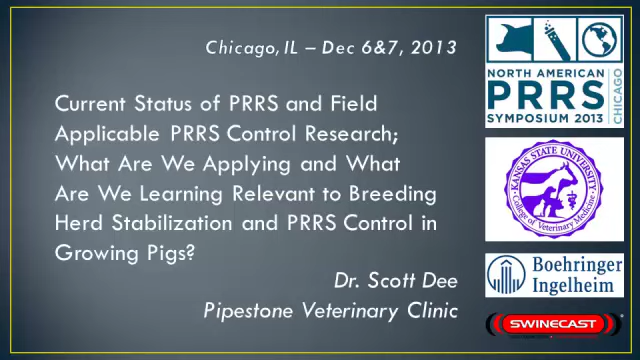 Chicago, IL – Dec 6&7, 2013
Current Status of PRRS and Field
Applicable PRRS Control Research;
What Are We Applying and What
Are We Learning Relevant to Breeding
Herd Stabilization and PRRS Control in
Growing Pigs?
Dr. Scott Dee
Pipestone Veterinary Clinic
NORTH AMERICAN
PRRS
SYMPOSIUM 2013
CHICAGO
KANSAS STATE UNIVERSITY
College of Veterinary Medicine
Boehringer
Ingelheim
SWINECAST